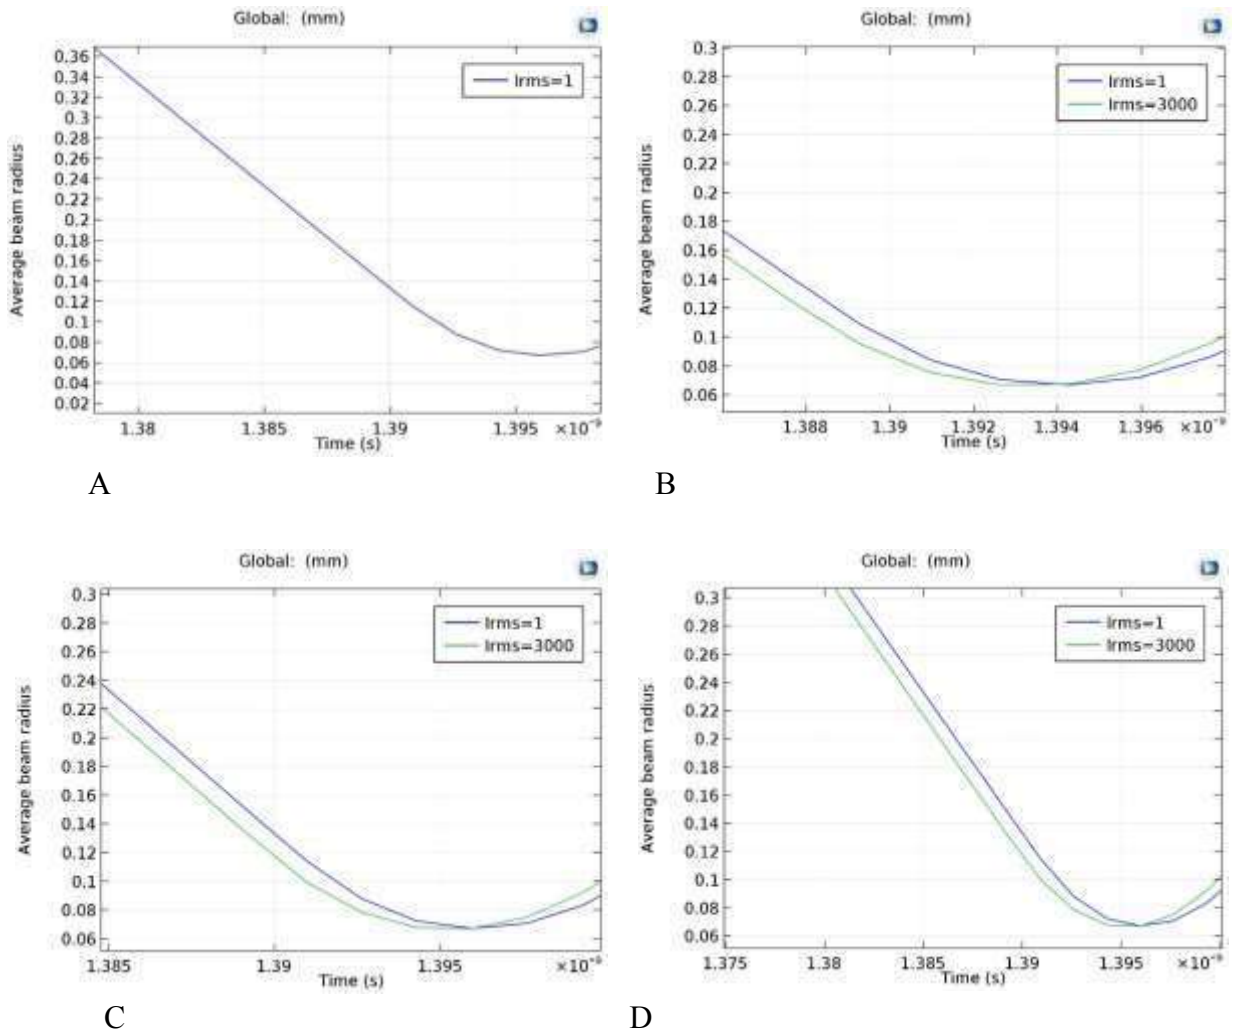 Global: (mm)
Average beam radius
0.36
0.34
0.32
0.3
0.28
0.26
0.24
0.22
0.2
0.18
0.16
0.14
0.12
0.1
0.08
0.06
0.04
0.02
Irms=1
1.38 1.385 1.39 1.395 ×10⁻⁹
Time (s)
A
Global: (mm)
Average beam radius
0.3
0.28
0.26
0.24
0.22
0.2
0.18
0.16
0.14
0.12
0.1
0.08
0.06
Irms=1
Irms=3000
1.388 1.39 1.392 1.394 1.396 ×10⁻⁹
Time (s)
B
Global: (mm)
Average beam radius
0.3
0.28
0.26
0.24
0.22
0.2
0.18
0.16
0.14
0.12
0.1
0.08
0.06
Irms=1
Irms=3000
1.385 1.39 1.395 ×10⁻⁹
Time (s)
C
Global: (mm)
Average beam radius
0.3
0.28
0.26
0.24
0.22
0.2
0.18
0.16
0.14
0.12
0.1
0.08
0.06
Irms=1
Irms=3000
1.375 1.38 1.385 1.39 1.395 ×10⁻⁹
Time (s)
D